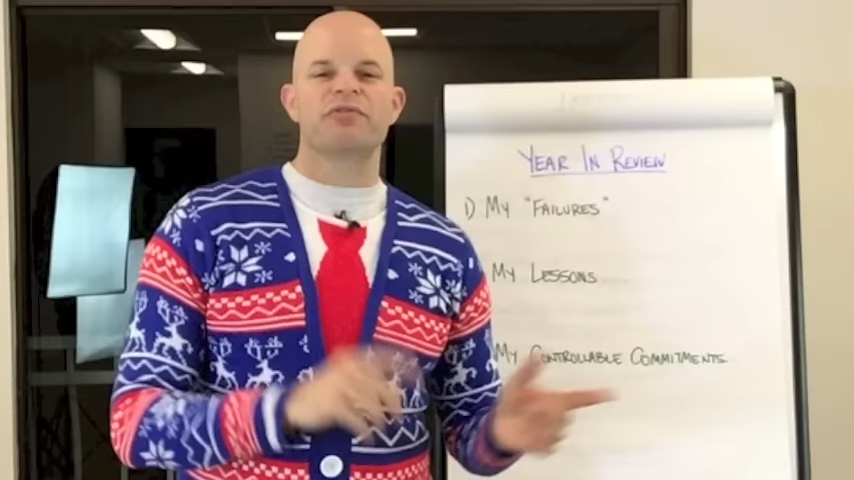 YEAR IN REVIEW
1) MY "FAILURES"
MY LESSONS
MY CONTROLLABLE COMMITMENTS